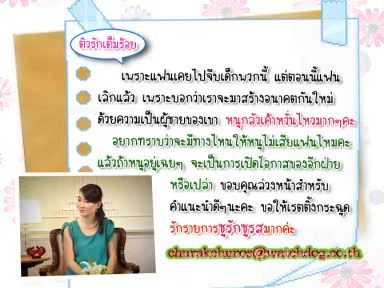 ติวรักเต็มร้อย
เพราะแฟนเคยไปจีบเด็กพวกนี้ แต่ตอนนี้แฟน
เลิกแล้ว เพราะบอกว่าเราจะมาสร้างอนาคตกันใหม่
ด้วยความเป็นผู้ชายของเขา หนูกลัวเค้าหวั่นไหวมากๆค่ะ
อยากทราบว่าจะมีทางไหนให้หนูไม่เสียแฟนไหมคะ
แล้วถ้าหนูอยู่เฉยๆ จะเป็นการเปิดโอกาสของอีกฝ่าย
หรือเปล่า ขอบคุณล่วงหน้าสำหรับ
คำแนะนำดีๆนะคะ ขอให้เรตติ้งกระฉูด
รักรายการชูรักชูรสมากค่ะ
churakchuros@watchdog.co.th